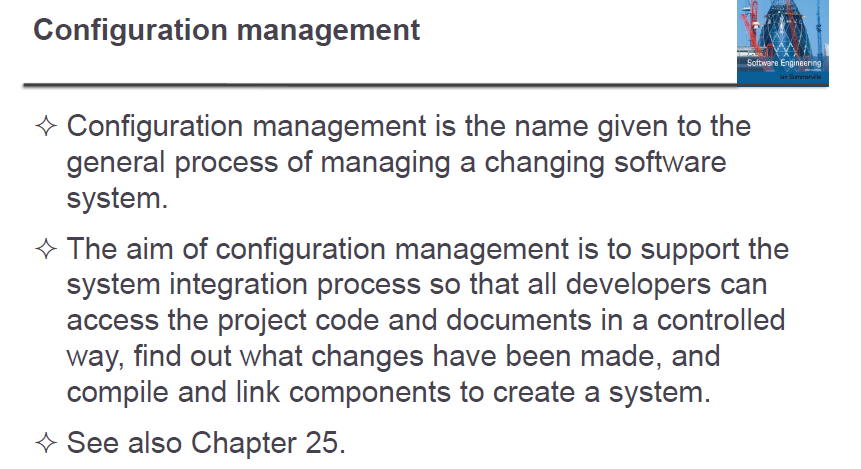 Configuration management
Software Engineering
Ian Sommerville
✧ Configuration management is the name given to the
general process of managing a changing software
system.
✧ The aim of configuration management is to support the
system integration process so that all developers can
access the project code and documents in a controlled
way, find out what changes have been made, and
compile and link components to create a system.
✧ See also Chapter 25.